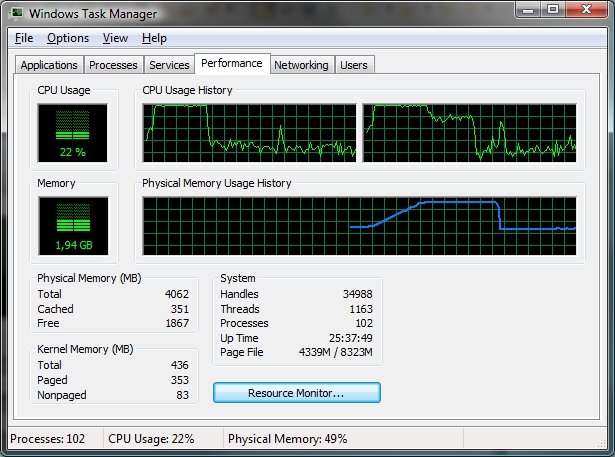 Windows Task Manager
File Options View Help
Applications Processes Services Performance Networking Users
CPU Usage CPU Usage History
22 %
Memory Physical Memory Usage History
1,94 GB
Physical Memory (MB)
Total 4062
Cached 351
Free 1867
Kernel Memory (MB)
Total 436
Paged 353
Nonpaged 83
System
Handles 34988
Threads 1163
Processes 102
Up Time 25:37:49
Page File 4339M / 8323M
Resource Monitor...
Processes: 102 CPU Usage: 22% Physical Memory: 49%